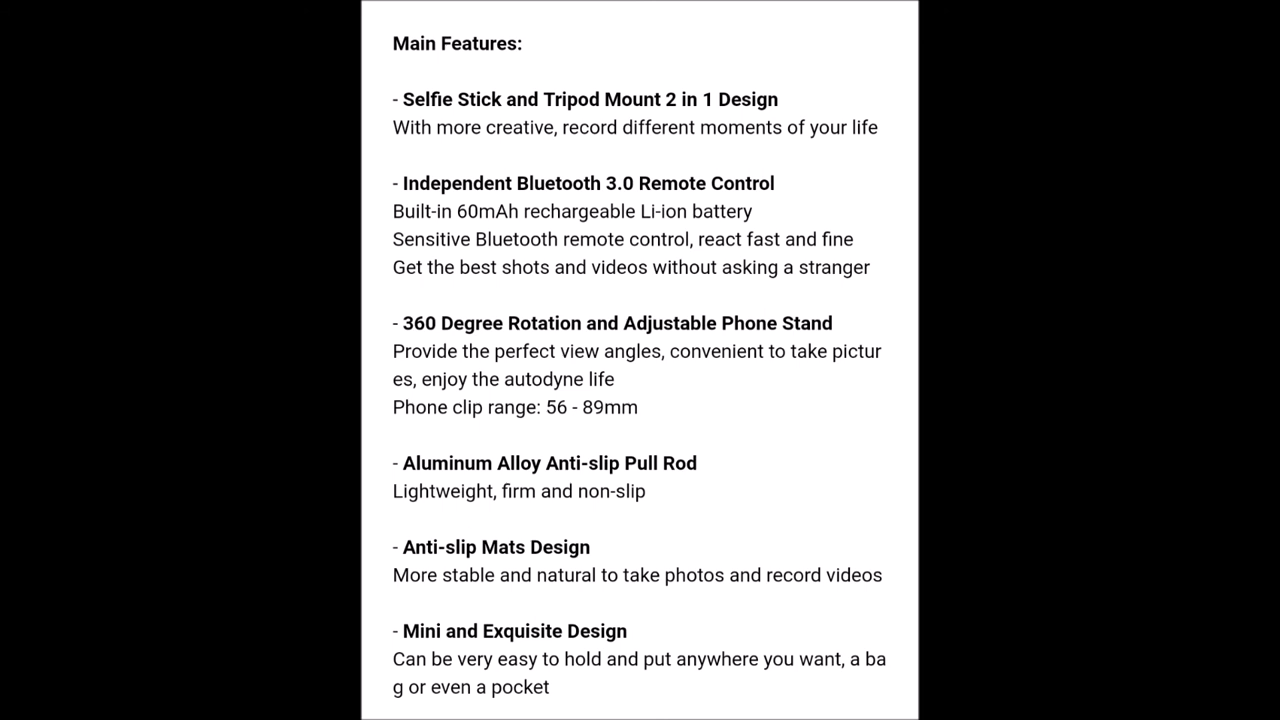 Main Features:
- Selfie Stick and Tripod Mount 2 in 1 Design
With more creative, record different moments of your life
- Independent Bluetooth 3.0 Remote Control
Built-in 60mAh rechargeable Li-ion battery
Sensitive Bluetooth remote control, react fast and fine
Get the best shots and videos without asking a stranger
- 360 Degree Rotation and Adjustable Phone Stand
Provide the perfect view angles, convenient to take pictur
es, enjoy the autodyne life
Phone clip range: 56 - 89mm
- Aluminum Alloy Anti-slip Pull Rod
Lightweight, firm and non-slip
- Anti-slip Mats Design
More stable and natural to take photos and record videos
- Mini and Exquisite Design
Can be very easy to hold and put anywhere you want, a ba
g or even a pocket